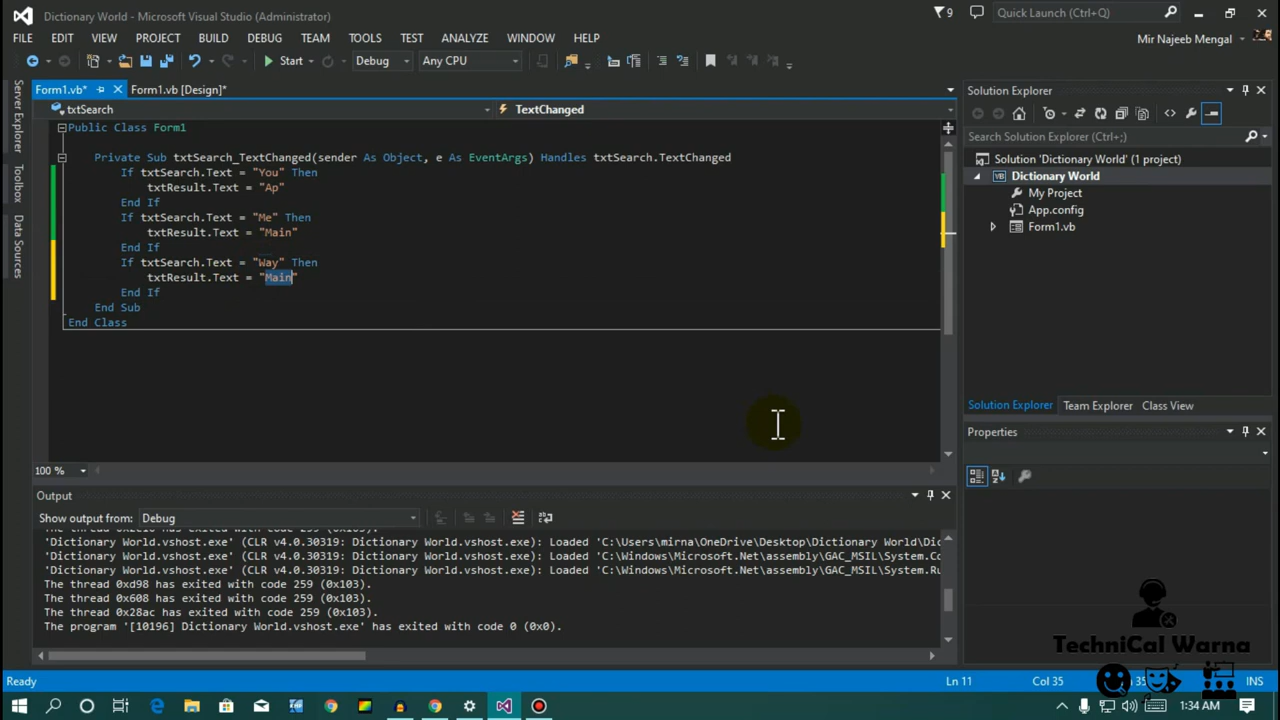 Dictionary World - Microsoft Visual Studio (Administrator)
9
Quick Launch (Ctrl+Q)
FILE EDIT VIEW PROJECT BUILD DEBUG TEAM TOOLS TEST ANALYZE WINDOW HELP
Mir Najeeb Mengal
Start Debug Any CPU
Server Explorer
Toolbox
Data Sources
Form1.vb* Form1.vb [Design]*
txtSearch TextChanged
Public Class Form1
Private Sub txtSearch_TextChanged(sender As Object, e As EventArgs) Handles txtSearch.TextChanged
If txtSearch.Text = "You" Then
txtResult.Text = "Ap"
End If
If txtSearch.Text = "Me" Then
txtResult.Text = "Main"
End If
If txtSearch.Text = "Way" Then
txtResult.Text = "Main"
End If
End Sub
End Class
100 %
Solution Explorer
Search Solution Explorer (Ctrl+;)
Solution 'Dictionary World' (1 project)
Dictionary World
My Project
App.config
Form1.vb
Solution Explorer Team Explorer Class View
Properties
Output
Show output from: Debug
'Dictionary World.vshost.exe' (CLR v4.0.30319: Dictionary World.vshost.exe): Loaded 'C:\Users\mirna\OneDrive\Desktop\Dictionary World\Di
'Dictionary World.vshost.exe' (CLR v4.0.30319: Dictionary World.vshost.exe): Loaded 'C:\Windows\Microsoft.Net\assembly\GAC_MSIL\System.Co
'Dictionary World.vshost.exe' (CLR v4.0.30319: Dictionary World.vshost.exe): Loaded 'C:\Windows\Microsoft.Net\assembly\GAC_MSIL\System.Ru
The thread 0xd98 has exited with code 259 (0x103).
The thread 0x608 has exited with code 259 (0x103).
The thread 0x28ac has exited with code 259 (0x103).
The program '[10196] Dictionary World.vshost.exe' has exited with code 0 (0x0).
TechniCal Warna
Ready
Ln 11
INS
1:34 AM